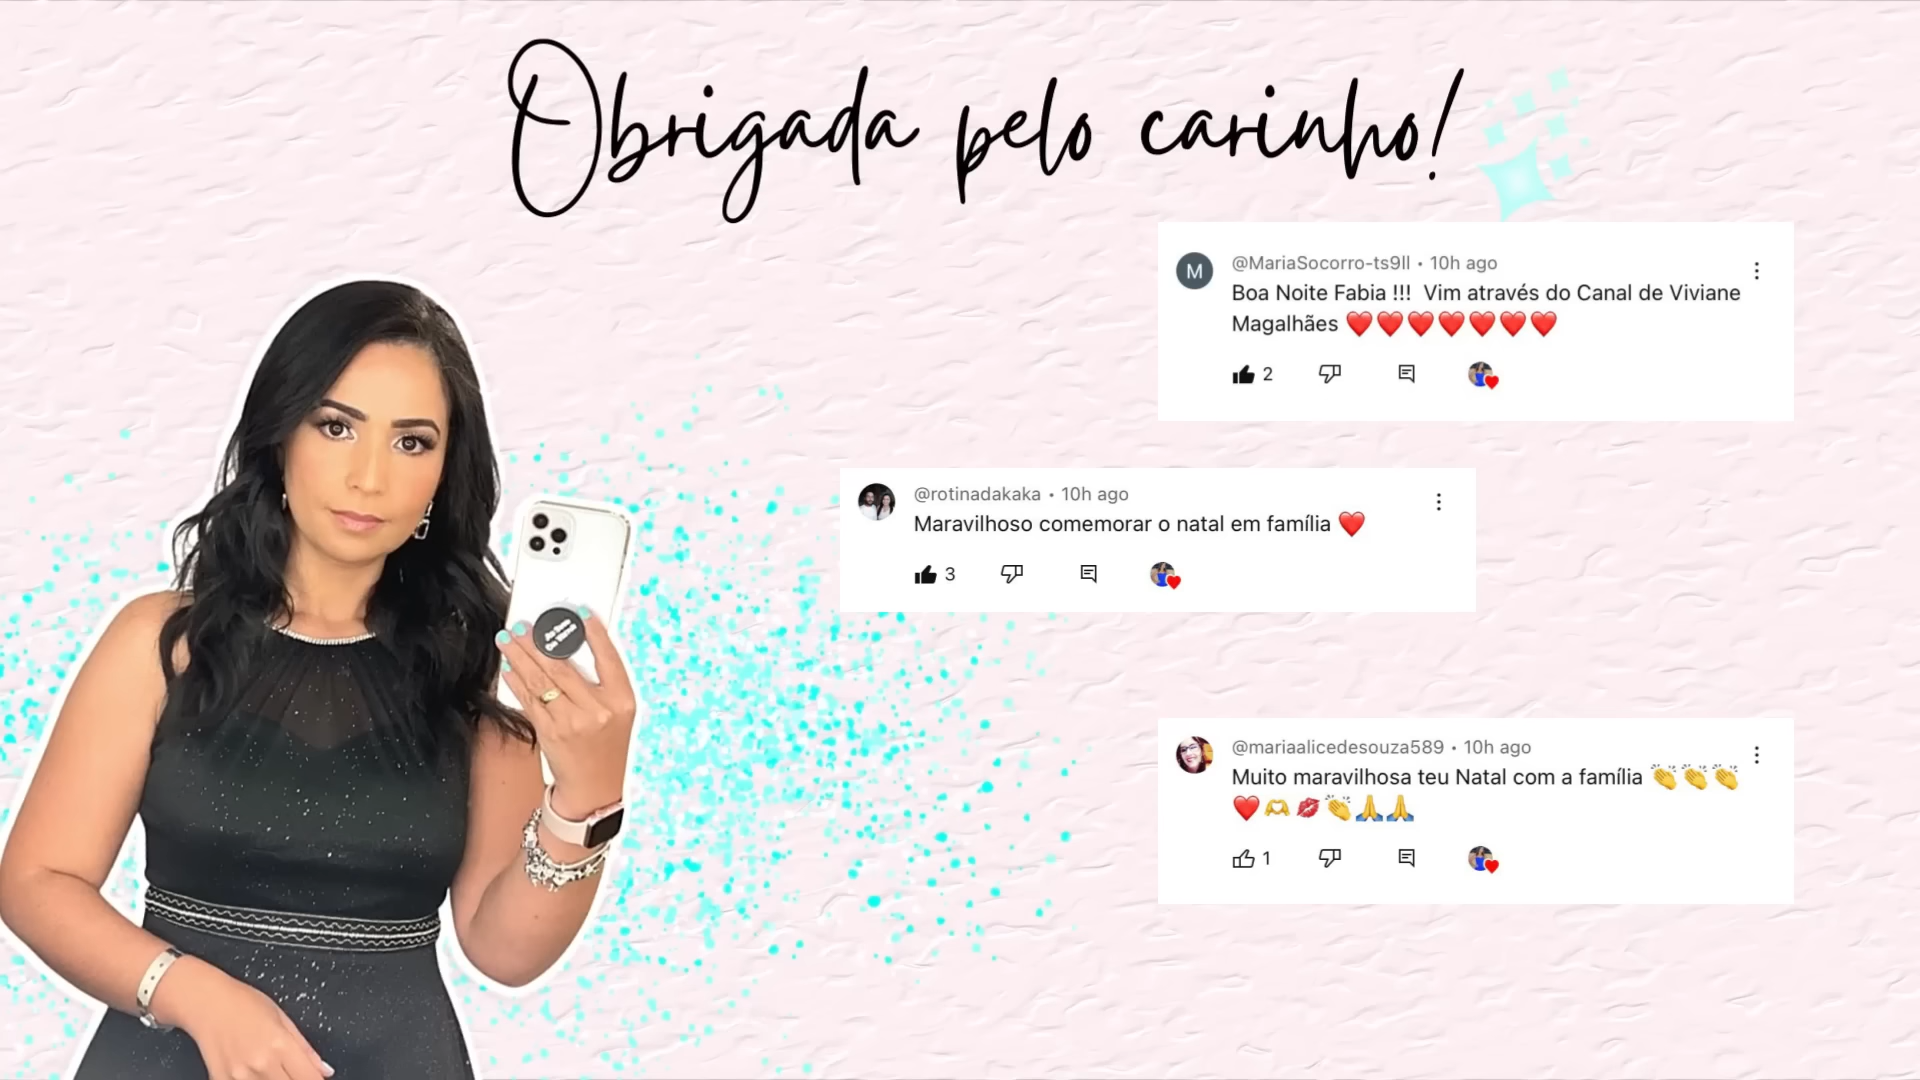 Obrigada pelo carinho!
M
@MariaSocorro-ts9ll • 10h ago
Boa Noite Fabia !!! Vim através do Canal de Viviane
Magalhães ❤️❤️❤️❤️❤️❤️❤️
2
@rotinadakaka • 10h ago
Maravilhoso comemorar o natal em família ❤️
3
@mariaalicedesouza589 • 10h ago
Muito maravilhosa teu Natal com a família 👏👏👏
❤️🫶💋👏🙏🙏
1